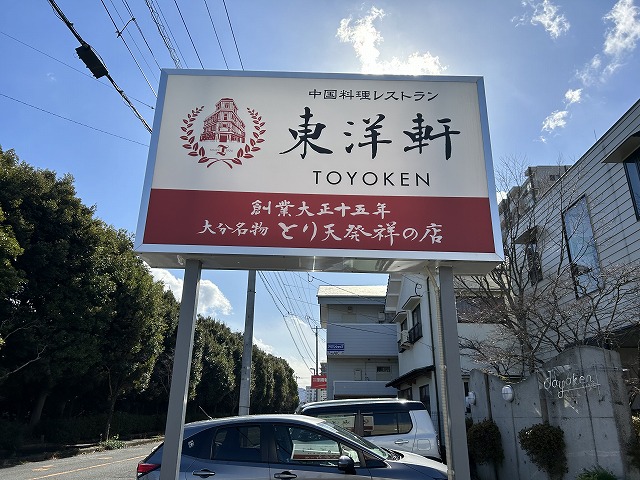 中国料理レストラン
東洋軒
TOYOKEN
創業大正十五年
大分名物 とり天発祥の店
Toyoken